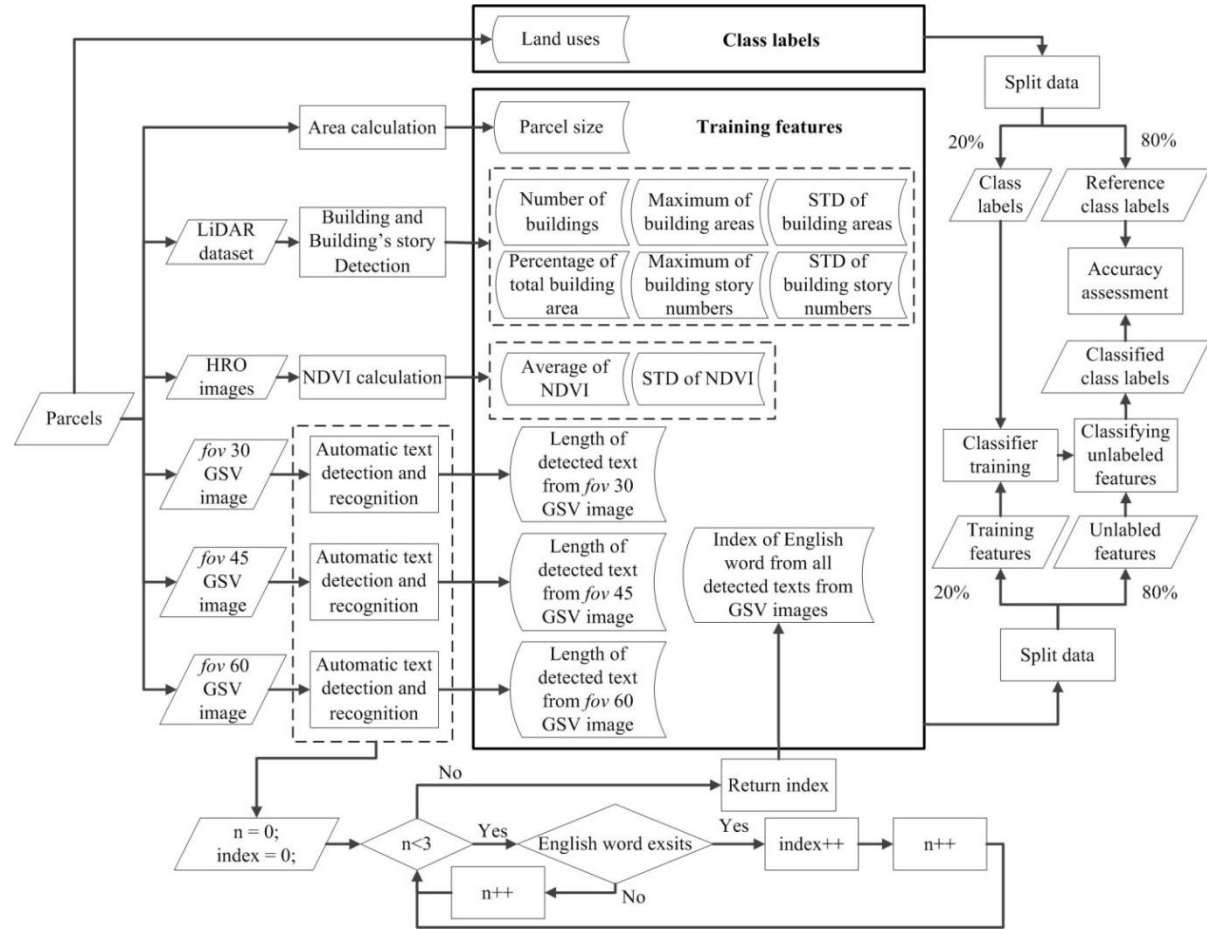 Land uses
Class labels
Split data
Area calculation
Parcel size
Training features
20%
80%
Class
labels
Reference
class labels
LiDAR
dataset
Building and
Building's story
Detection
Number of
buildings
Maximum of
building areas
STD of
building areas
Percentage of
total building
area
Maximum of
building story
numbers
STD of
building story
numbers
Accuracy
assessment
Classified
class labels
HRO
images
NDVI calculation
Average of
NDVI
STD of NDVI
Parcels
fov 30
GSV
image
Automatic text
detection and
recognition
Length of
detected text
from fov 30
GSV image
Classifier
training
Classifying
unlabeled
features
Training
features
Unlabled
features
fov 45
GSV
image
Automatic text
detection and
recognition
Length of
detected text
from fov 45
GSV image
Index of English
word from all
detected texts from
GSV images
20%
80%
Split data
fov 60
GSV
image
Automatic text
detection and
recognition
Length of
detected text
from fov 60
GSV image
No
Return index
n = 0;
index = 0;
n<3
Yes
English word exsits
Yes
index++
n++
n++
No